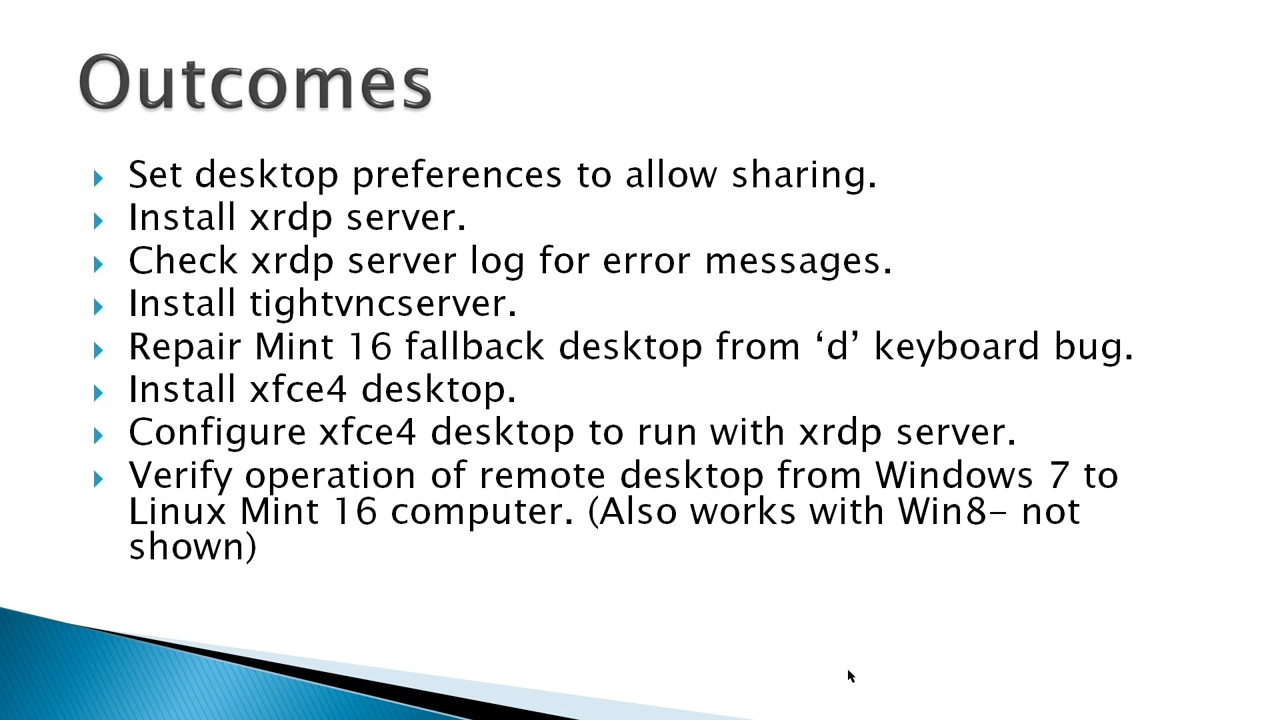 Outcomes
Set desktop preferences to allow sharing.
Install xrdp server.
Check xrdp server log for error messages.
Install tightvncserver.
Repair Mint 16 fallback desktop from ‘d’ keyboard bug.
Install xfce4 desktop.
Configure xfce4 desktop to run with xrdp server.
Verify operation of remote desktop from Windows 7 to
Linux Mint 16 computer. (Also works with Win8– not
shown)